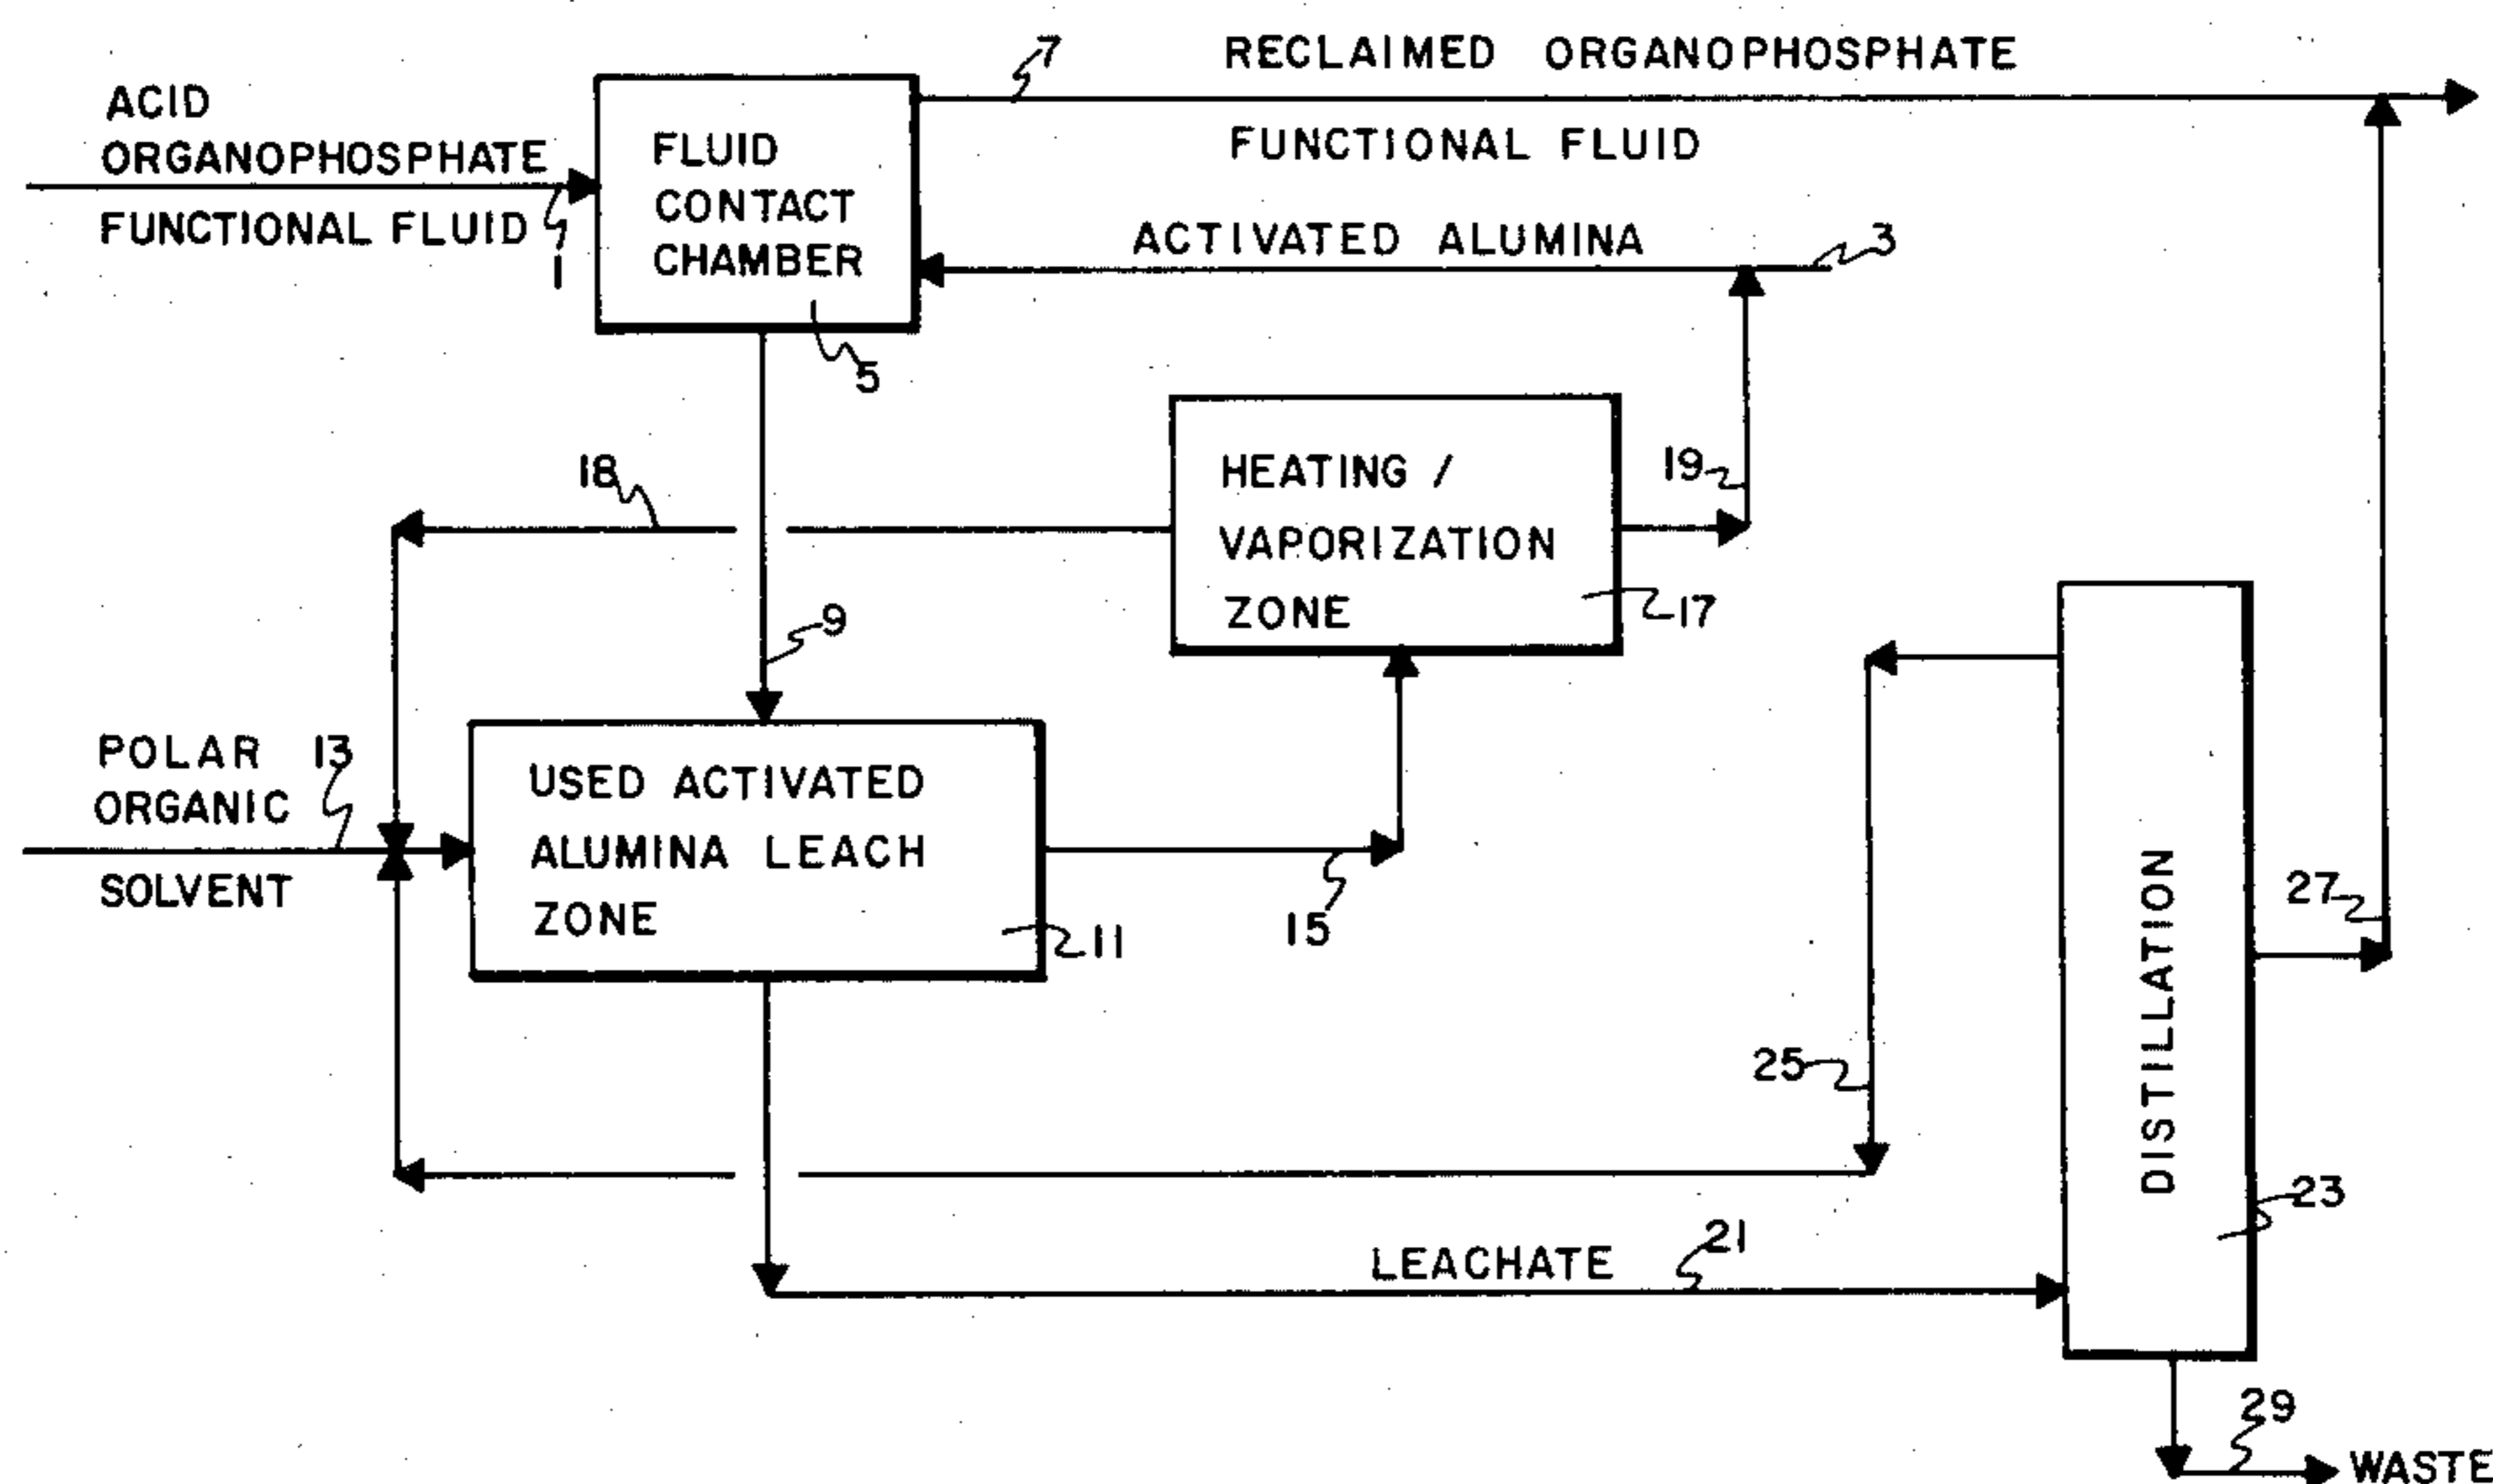 7
RECLAIMED ORGANOPHOSPHATE
FUNCTIONAL FLUID
ACID
ORGANOPHOSPHATE
FUNCTIONAL FLUID
1
FLUID
CONTACT
CHAMBER
5
ACTIVATED ALUMINA
3
18
HEATING /
VAPORIZATION
ZONE
19
17
9
POLAR 13
ORGANIC
SOLVENT
USED ACTIVATED
ALUMINA LEACH
ZONE
11
15
DISTILLATION
27
25
23
LEACHATE
21
29
WASTE